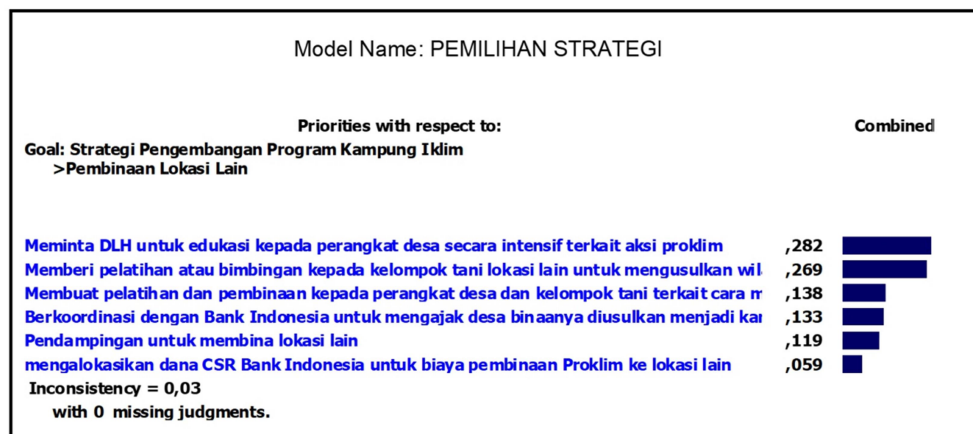 Model Name: PEMILIHAN STRATEGI
Priorities with respect to: Combined
Goal: Strategi Pengembangan Program Kampung Iklim
>Pembinaan Lokasi Lain
Meminta DLH untuk edukasi kepada perangkat desa secara intensif terkait aksi proklim ,282
Memberi pelatihan atau bimbingan kepada kelompok tani lokasi lain untuk mengusulkan wil ,269
Membuat pelatihan dan pembinaan kepada perangkat desa dan kelompok tani terkait cara m ,138
Berkoordinasi dengan Bank Indonesia untuk mengajak desa binaanya diusulkan menjadi kar ,133
Pendampingan untuk membina lokasi lain ,119
mengalokasikan dana CSR Bank Indonesia untuk biaya pembinaan Proklim ke lokasi lain ,059
Inconsistency = 0,03
with 0 missing judgments.